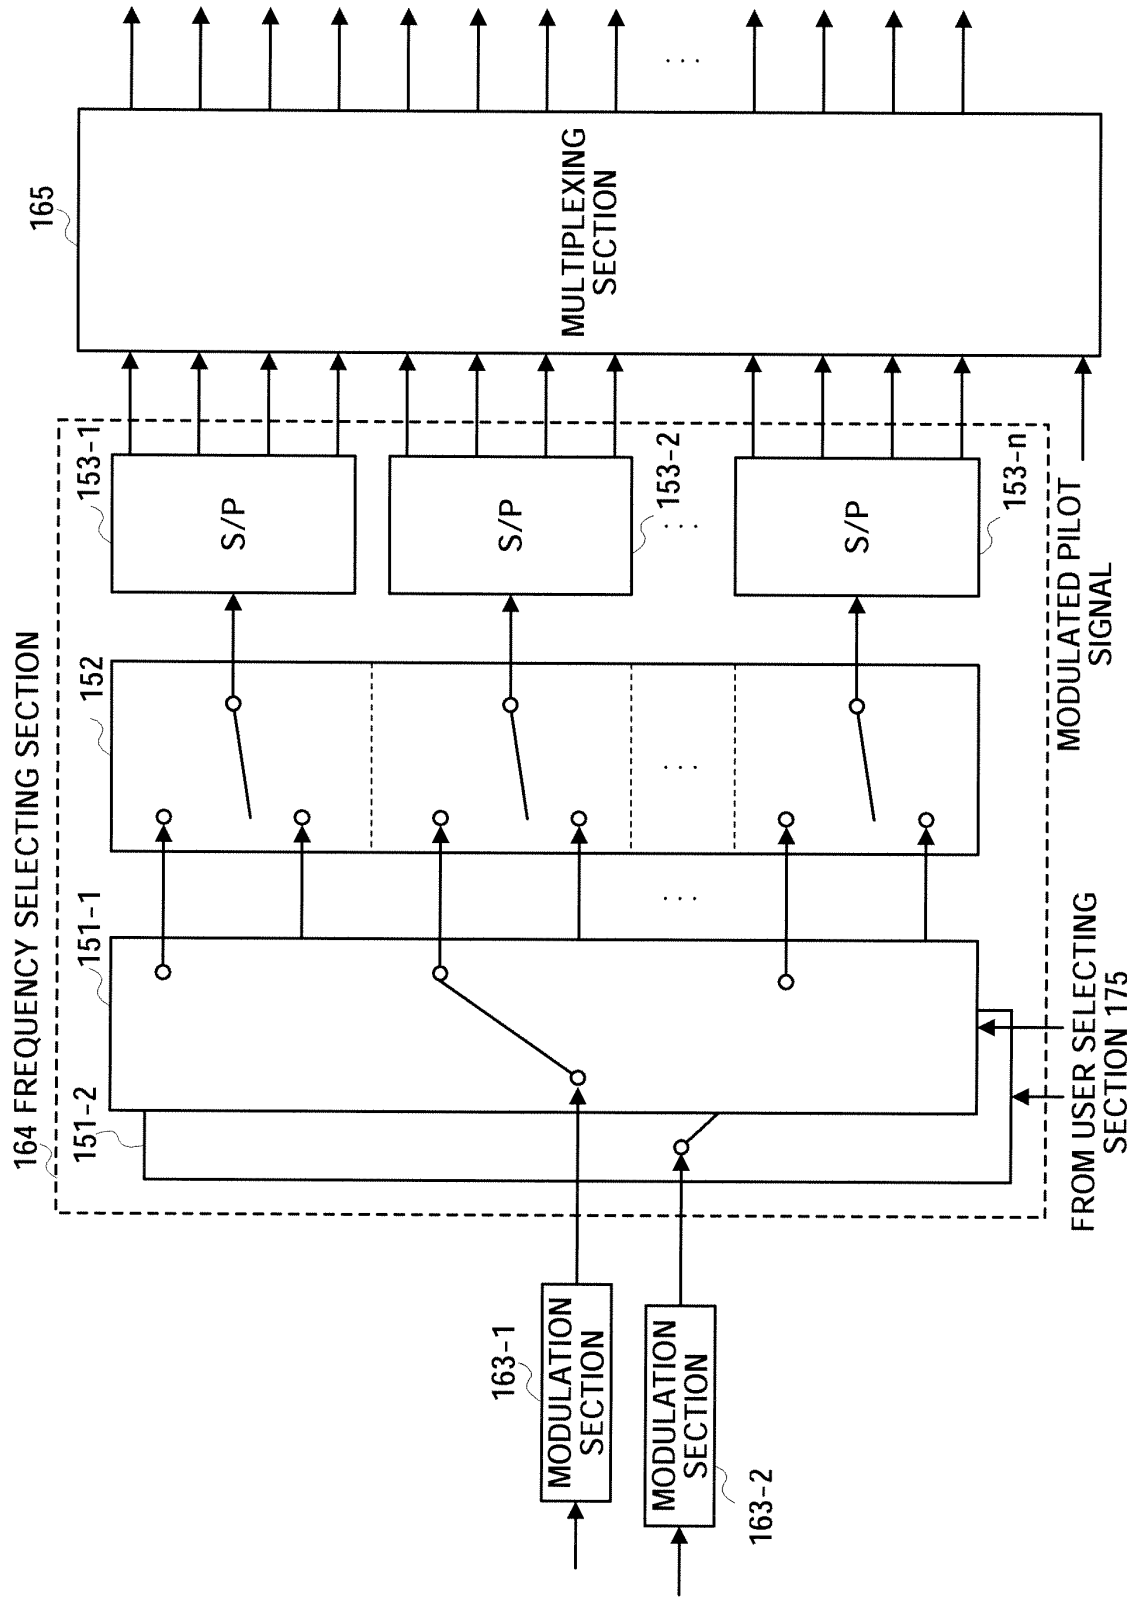 164 FREQUENCY SELECTING SECTION
165
163-1
MODULATION
SECTION
163-2
MODULATION
SECTION
151-2
151-1
152
153-1
S/P
153-2
S/P
153-n
S/P
. . .
. . .
. . .
. . .
MULTIPLEXING
SECTION
FROM USER SELECTING
SECTION 175
MODULATED PILOT
SIGNAL